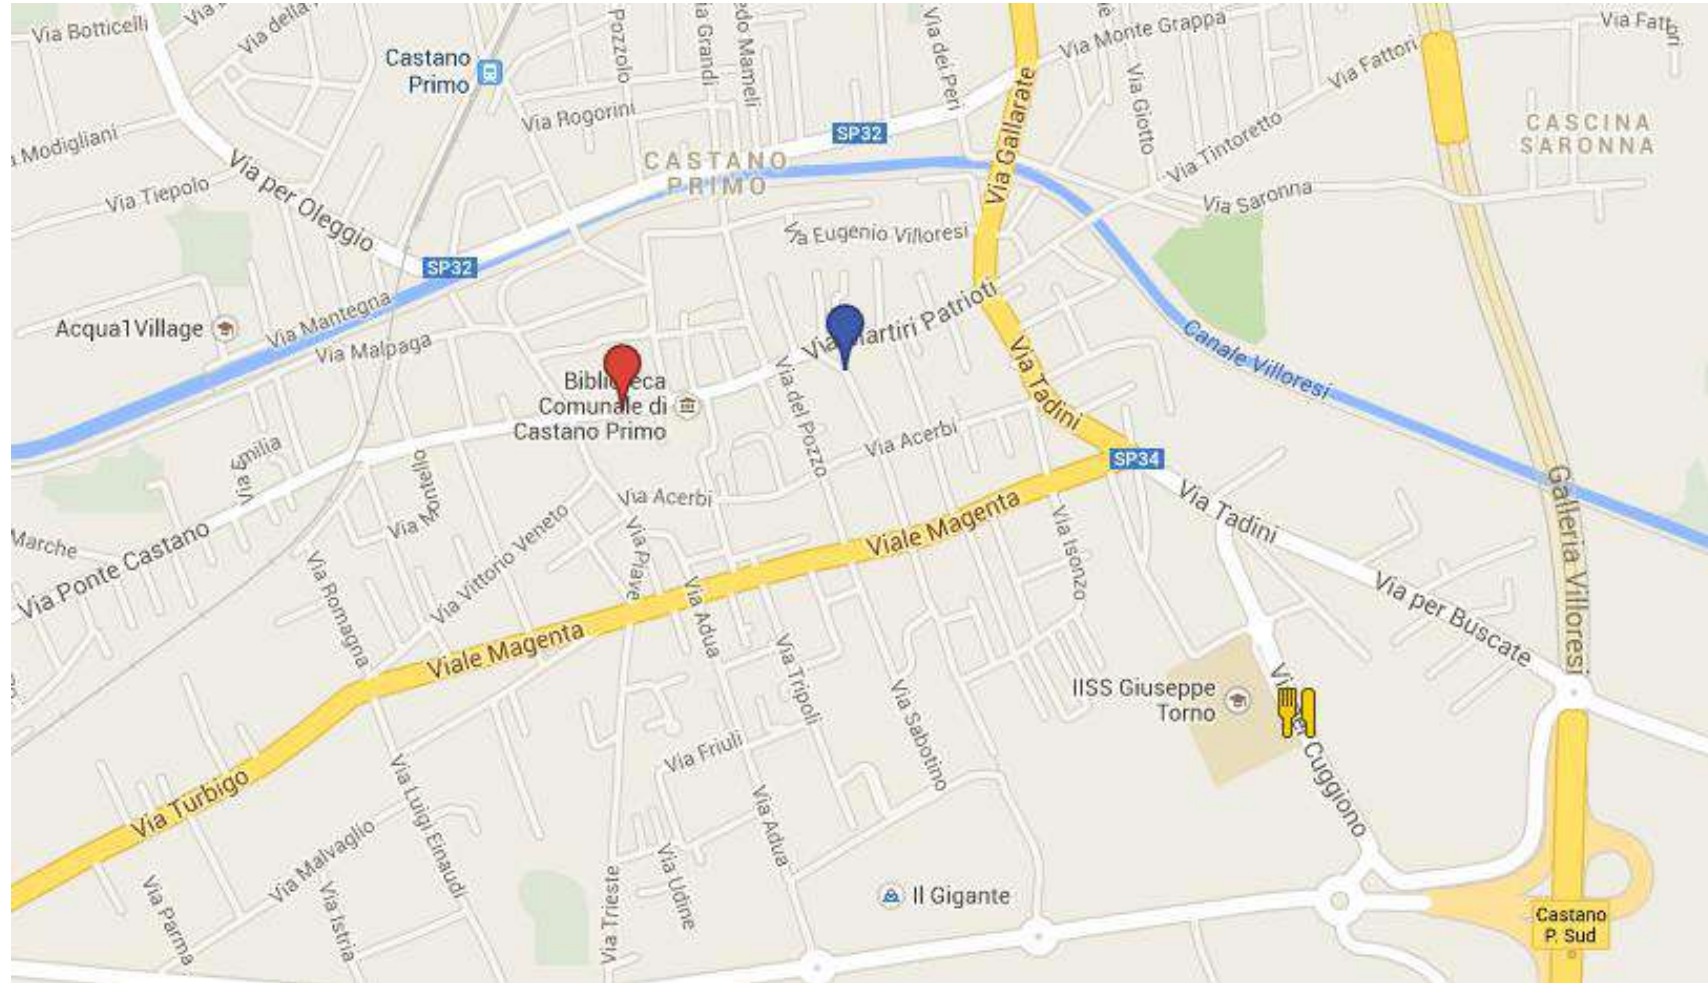 Via Botticelli
Via della
Castano
Primo
Pozzolo
Via Grandi
edo Mameli
Via dei Peri
Via Monte Grappa
Via Fattori
Via Fattori
Via Gallarate
Via Giotto
Via Rogorini
SP32
CASCINA
SARONNA
Modigliani
Via per Oleggio
CASTANO
PRIMO
Via Tintoretto
Via Tiepolo
Via Saronna
Via Eugenio Villoresi
SP32
Via Mantegna
Acqua1Village
Via Malpaga
Via Martiri Patrioti
Canale Villoresi
Via Tadini
Biblioteca
Comunale di
Castano Primo
Via del Pozzo
Via Acerbi
SP34
Via Emilia
Via Montello
Via Acerbi
Via Tadini
Galleria Villoresi
Marche
Via Ponte Castano
Via Vittorio Veneto
Via Piave
Viale Magenta
Via Isonzo
Via Romagna
Via Adua
Via per Buscate
Viale Magenta
Via Tripoli
Via Sabotino
IISS Giuseppe
Torno
Via per Cuggiono
Via Friuli
Via Turbigo
Via Luigi Einaudi
Via Adua
Via Malvaglio
Via Udine
Via Trieste
Via Parma
Via Istria
Il Gigante
Castano
P. Sud